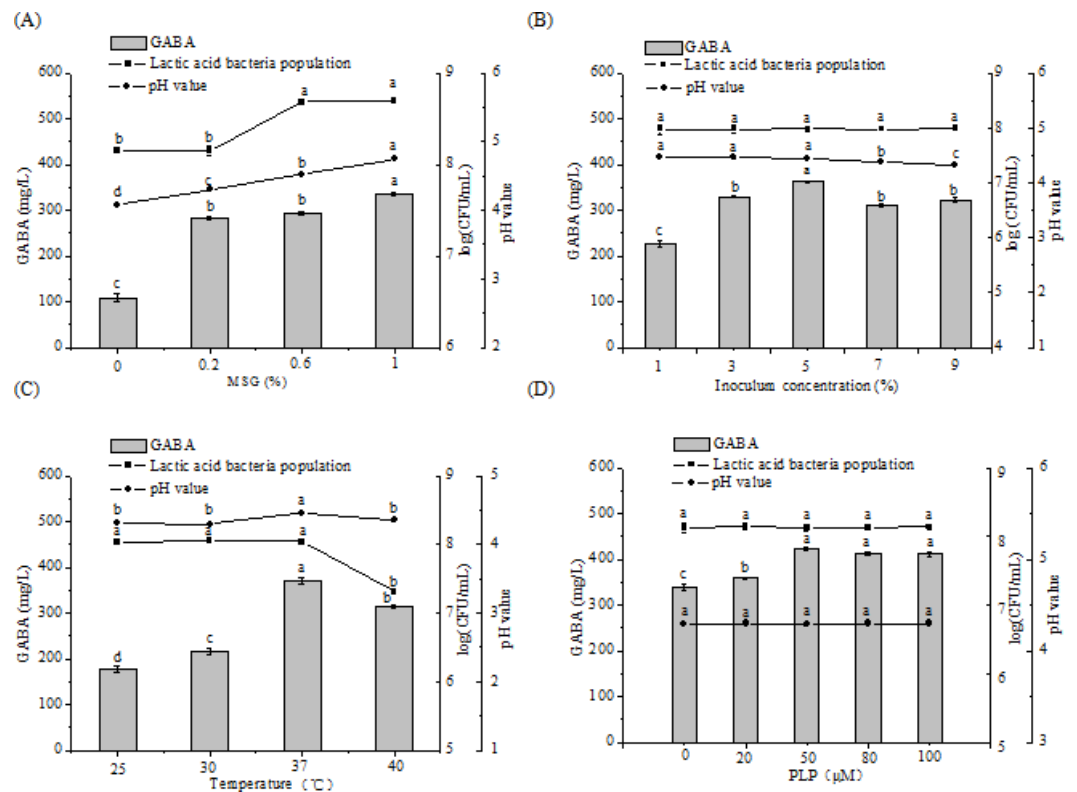 (A)
GABA
Lactic acid bacteria population
pH value
600
500
400
300
200
100
0
GABA (mg/L)
b b a a
d c b a
c b b a
9
8
7
6
log(CFU/mL)
6
5
4
3
2
pH value
0 0.2 0.6 1
MSG (%)
(B)
GABA
Lactic acid bacteria population
pH value
600
500
400
300
200
100
0
GABA (mg/L)
a a a a a
a a a b c
c b a b b
9
8
7
6
5
4
log(CFU/mL)
6
5
4
3
2
1
pH value
1 3 5 7 9
Inoculum concentration (%)
(C)
GABA
Lactic acid bacteria population
pH value
600
500
400
300
200
100
0
GABA (mg/L)
b b a b
a a a b
d c a b
9
8
7
6
5
log(CFU/mL)
5
4
3
2
1
pH value
25 30 37 40
Temperature (℃)
(D)
GABA
Lactic acid bacteria population
pH value
600
500
400
300
200
100
0
GABA (mg/L)
a a a a a
c b a a a
a a a a a
9
8
7
6
5
log(CFU/mL)
6
5
4
3
pH value
0 20 50 80 100
PLP (μM)